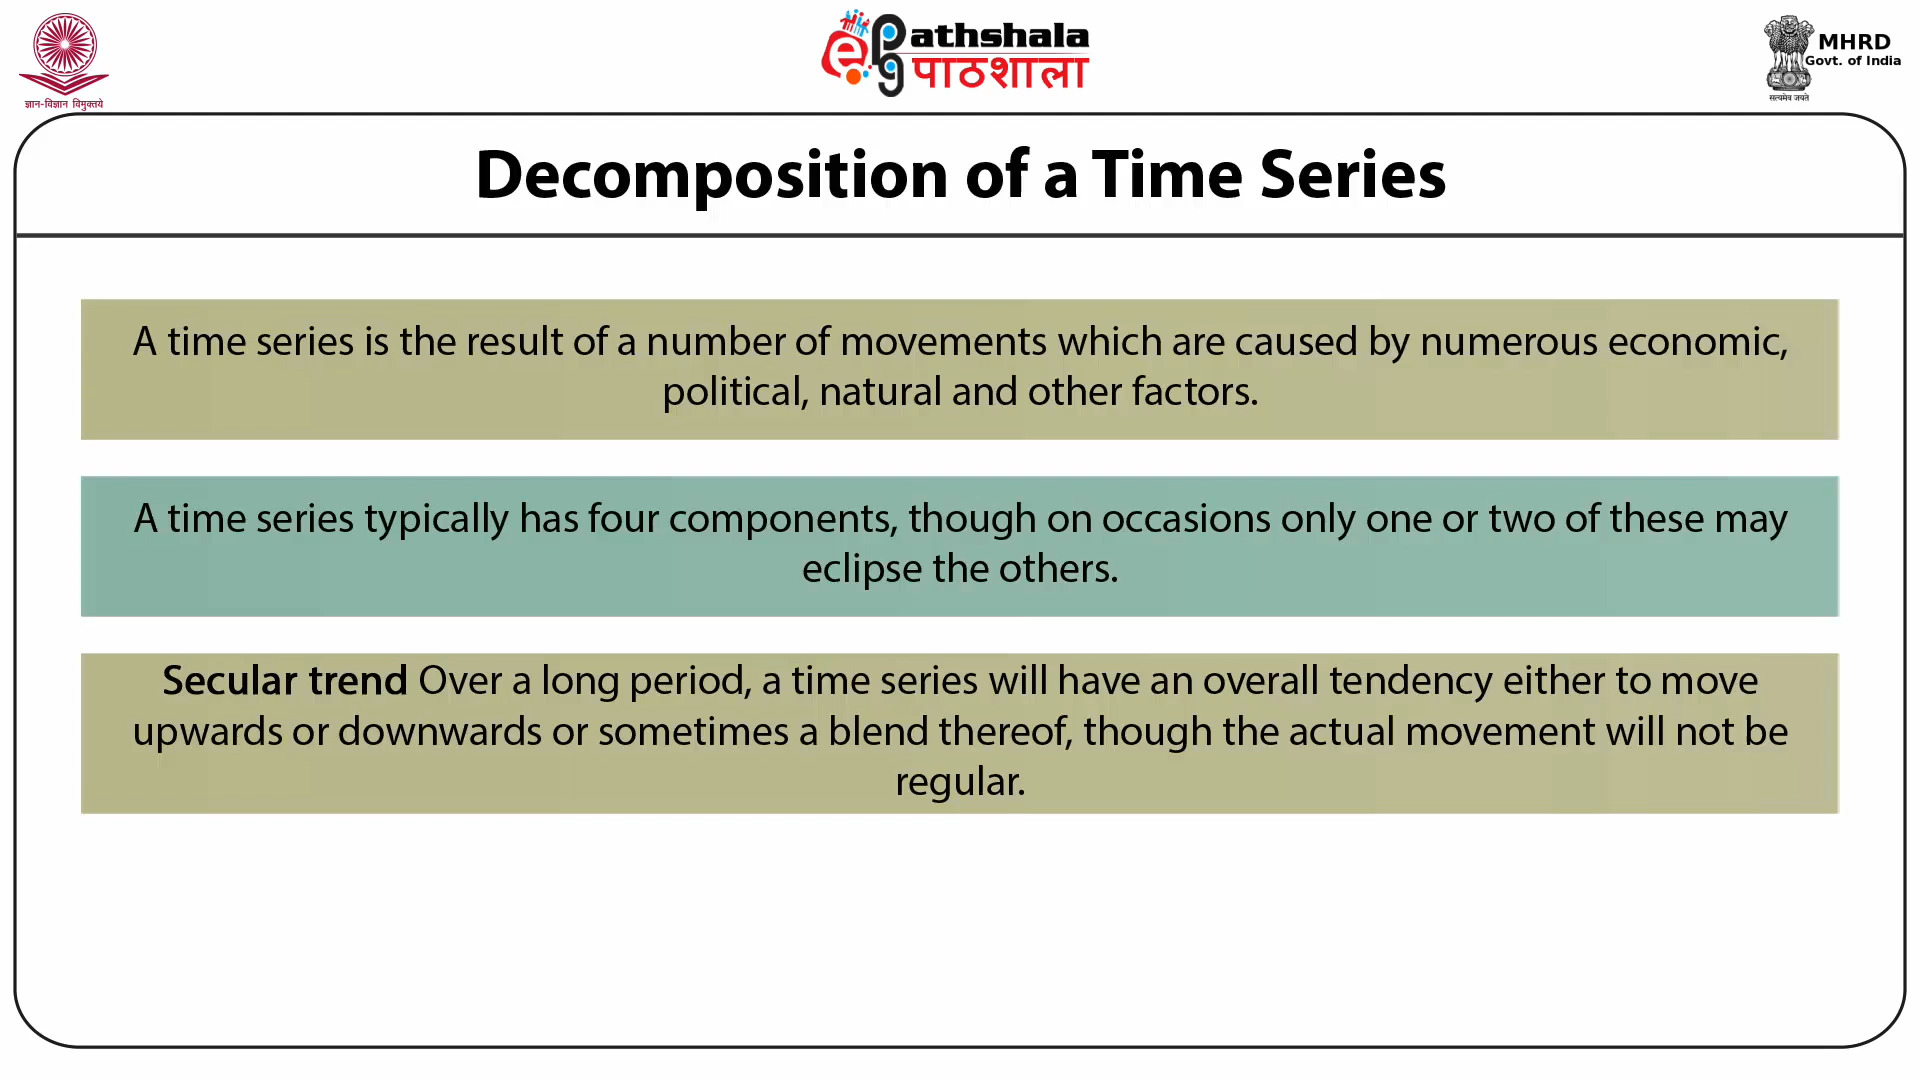 ज्ञान-विज्ञान विमुक्तये
ePathshala
पाठशाला
MHRD
Govt. of India
सत्यमेव जयते
Decomposition of a Time Series
A time series is the result of a number of movements which are caused by numerous economic,
political, natural and other factors.
A time series typically has four components, though on occasions only one or two of these may
eclipse the others.
Secular trend Over a long period, a time series will have an overall tendency either to move
upwards or downwards or sometimes a blend thereof, though the actual movement will not be
regular.